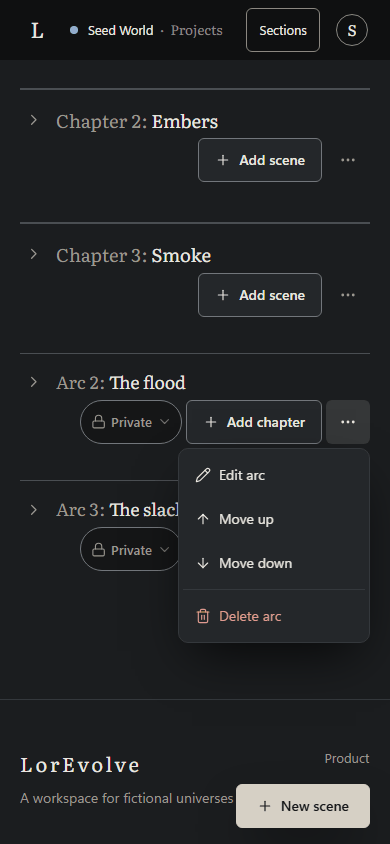 L Seed World · Projects Sections S
Chapter 2: Embers
+ Add scene ...
Chapter 3: Smoke
+ Add scene ...
Arc 2: The flood
Private + Add chapter ...
Edit arc
Move up
Arc 3: The slac
Private
Move down
Delete arc
LorEvolve
Product
A workspace for fictional universes
+ New scene